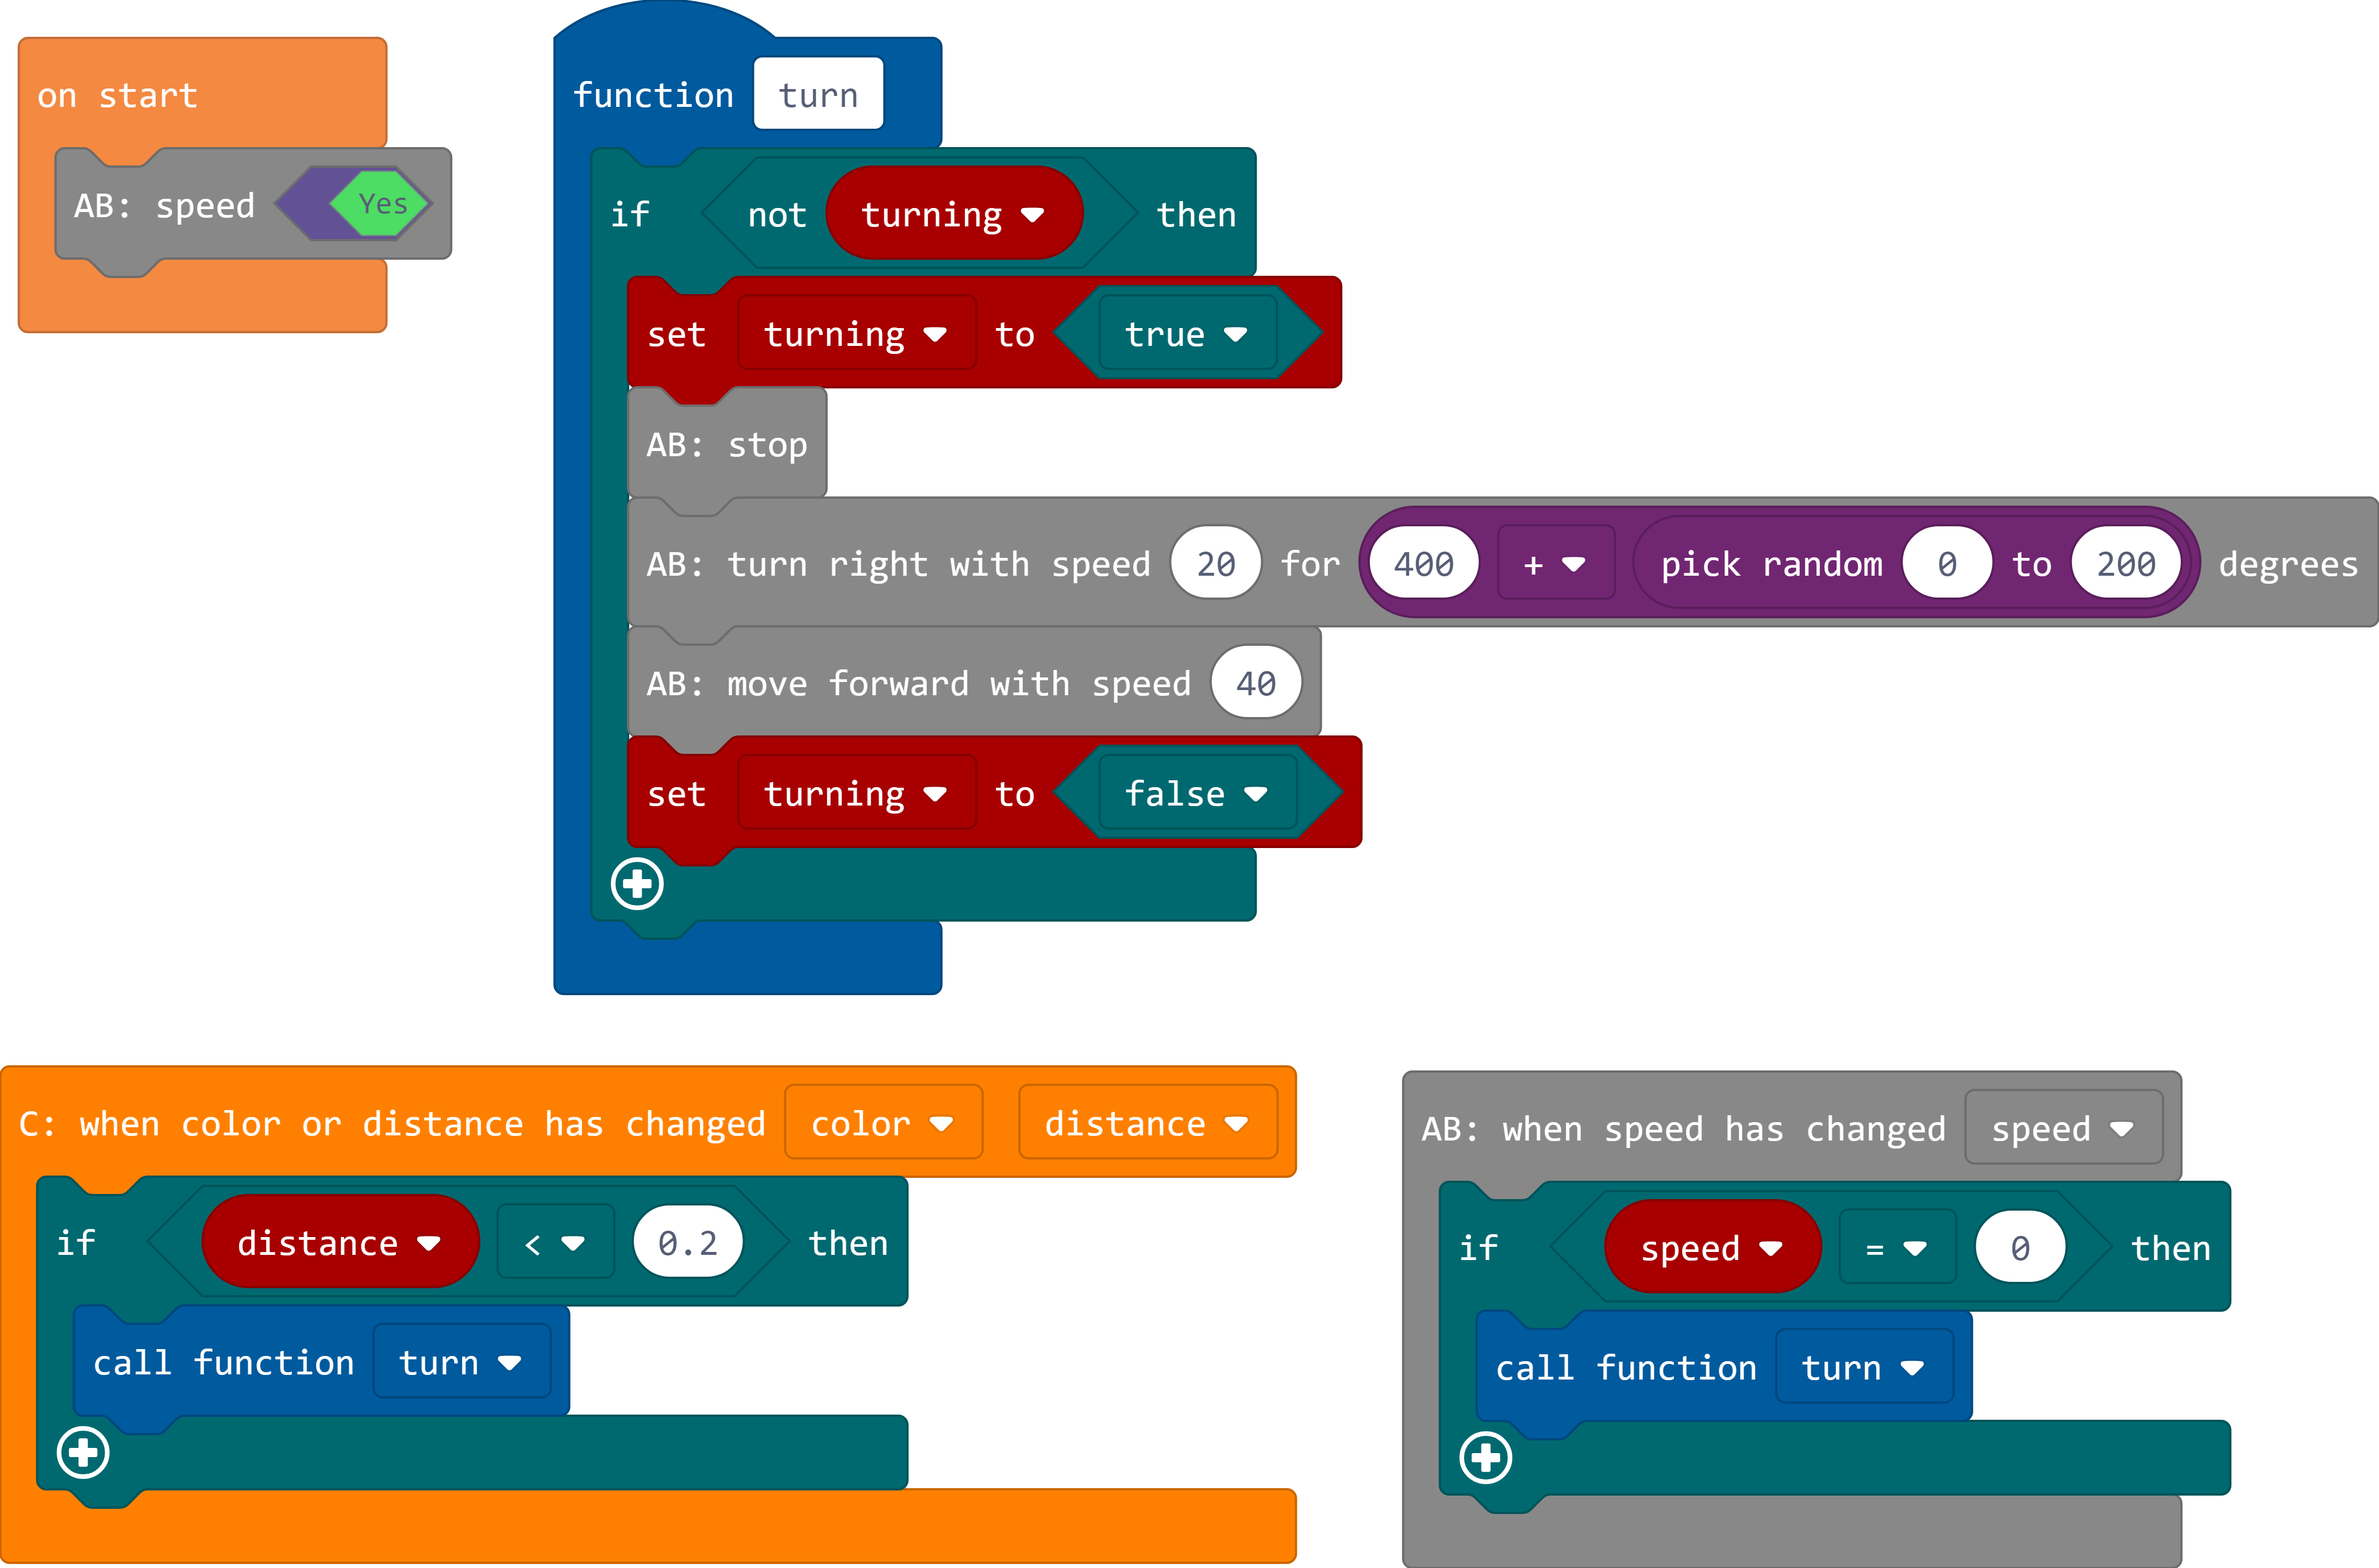 on start
AB: speed Yes
function turn
if not turning then
set turning to true
AB: stop
AB: turn right with speed 20 for 400 + pick random 0 to 200 degrees
AB: move forward with speed 40
set turning to false
C: when color or distance has changed color distance
if distance < 0.2 then
call function turn
AB: when speed has changed speed
if speed = 0 then
call function turn